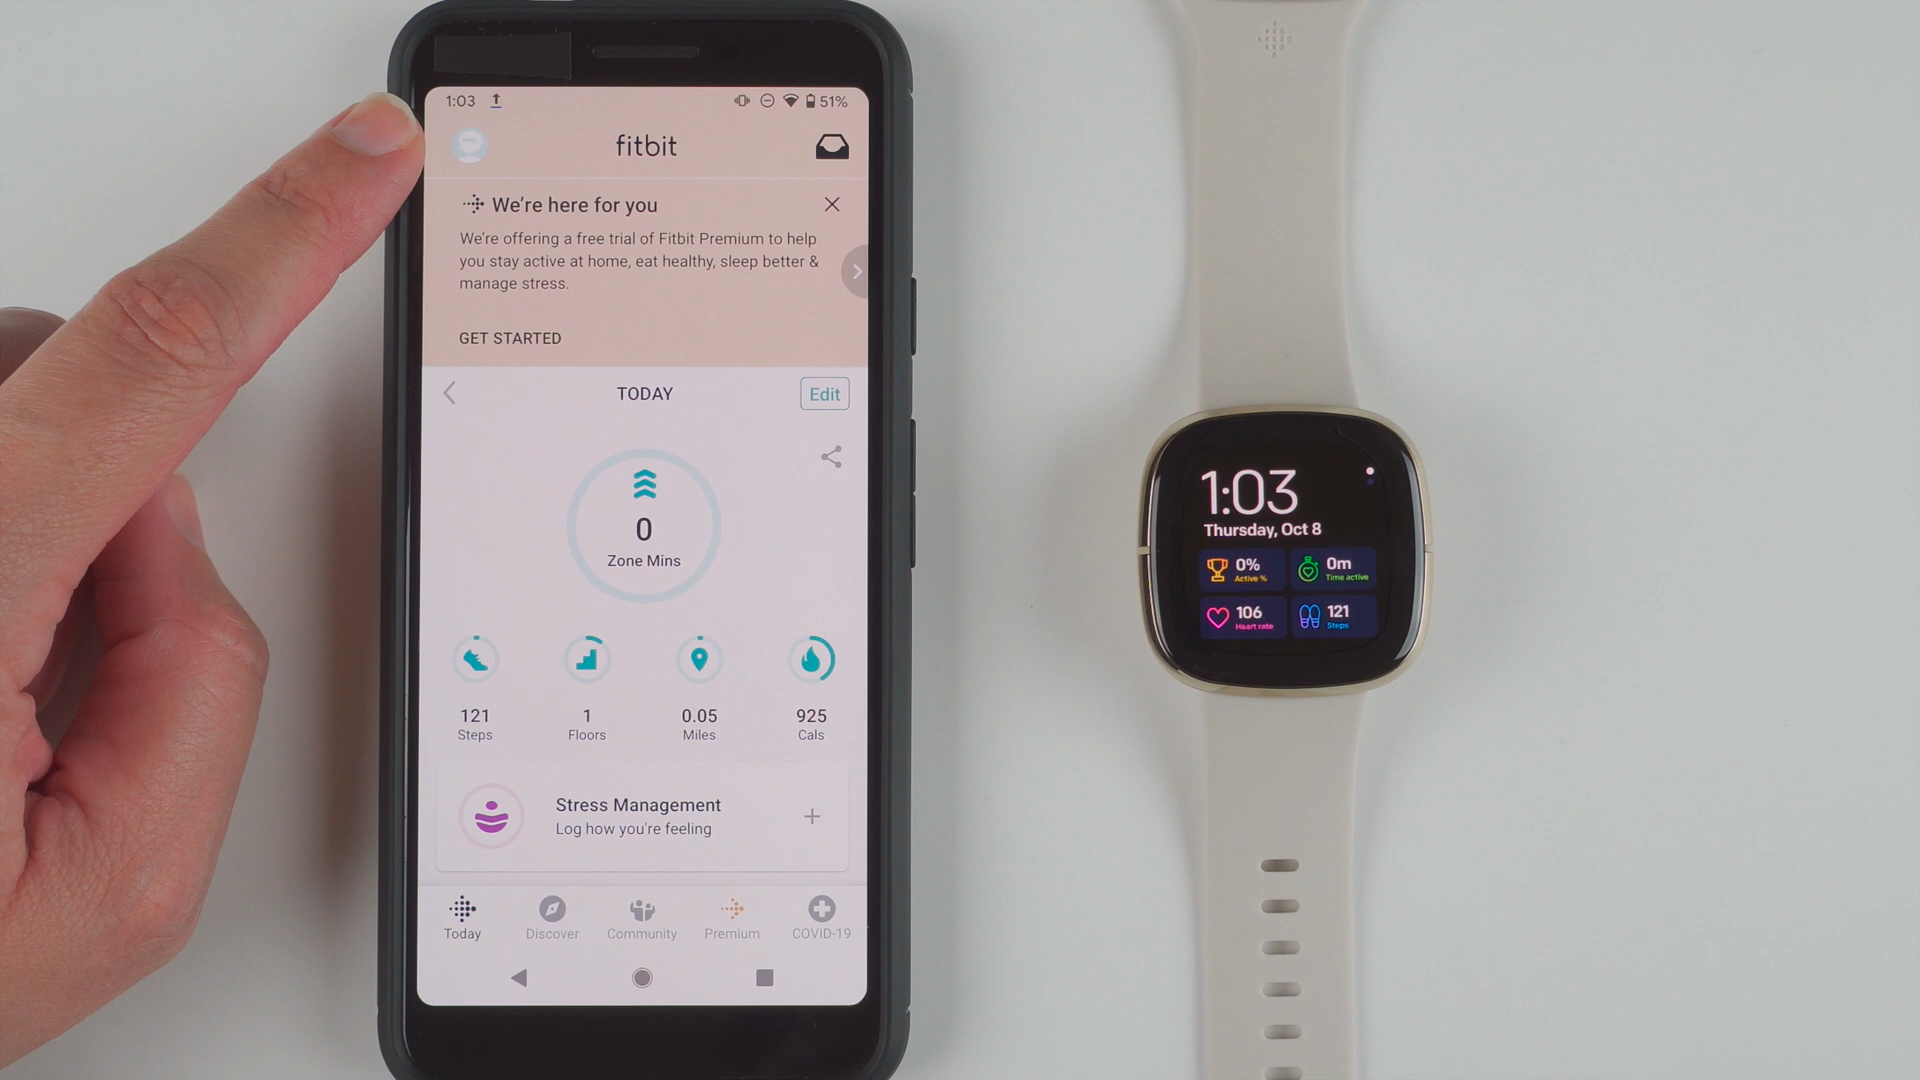 1:03
51%
fitbit
We're here for you
We're offering a free trial of Fitbit Premium to help
you stay active at home, eat healthy, sleep better &
manage stress.
GET STARTED
TODAY
Edit
0
Zone Mins
121
Steps
1
Floors
0.05
Miles
925
Cals
Stress Management
Log how you're feeling
Today
Discover
Community
Premium
COVID-19
1:03
Thursday, Oct 8
0%
Active %
0m
Time active
106
Heart rate
121
Steps